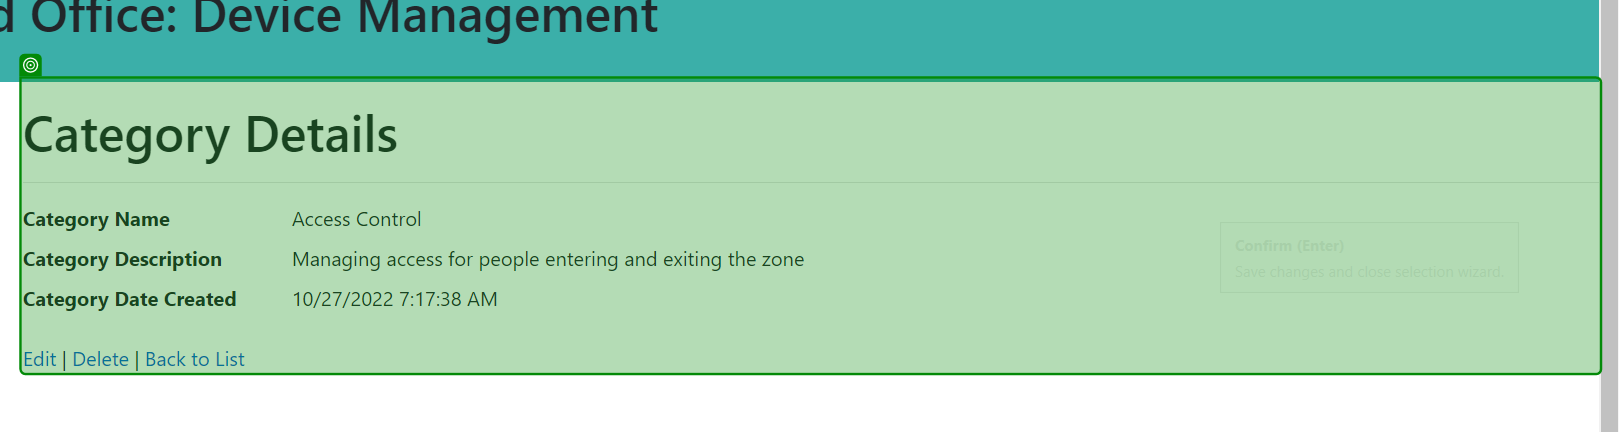 d Office: Device Management
Category Details
Category Name Access Control
Category Description Managing access for people entering and exiting the zone
Category Date Created 10/27/2022 7:17:38 AM
Confirm (Enter)
Save changes and close selection wizard.
Edit | Delete | Back to List